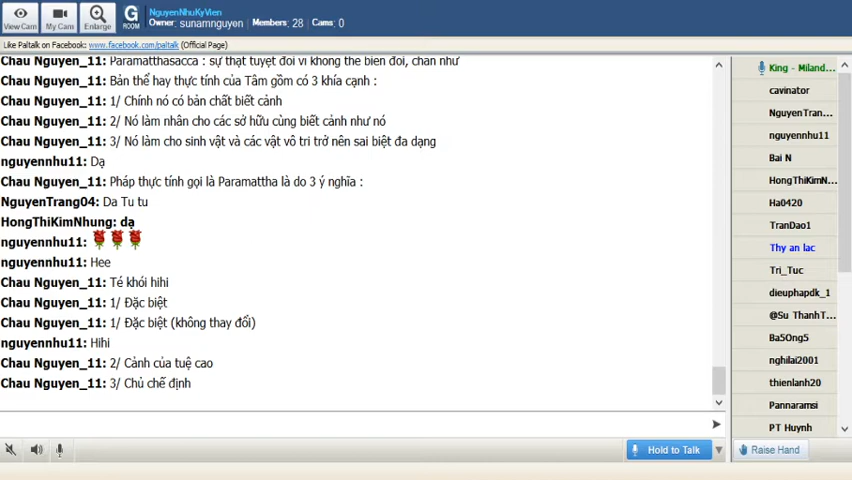 NguyenNhuKyVien
Owner: sunamnguyen Members: 28 Cams: 0
View Cam
My Cam
Enlarge
G
ROOM
Like Paltalk on Facebook: www.facebook.com/paltalk (Official Page)
Chau Nguyen_11: Paramatthasacca : sự thật tuyệt đối vì không thể biến đổi, chân như
Chau Nguyen_11: Bản thể hay thực tính của Tâm gồm có 3 khía cạnh :
Chau Nguyen_11: 1/ Chính nó có bản chất biết cảnh
Chau Nguyen_11: 2/ Nó làm nhân cho các sở hữu cùng biết cảnh như nó
Chau Nguyen_11: 3/ Nó làm cho sinh vật và các vật vô tri trở nên sai biệt đa dạng
nguyennhu11: Dạ
Chau Nguyen_11: Pháp thực tính gọi là Paramattha là do 3 ý nghĩa :
NguyenTrang04: Da Tu tu
HongThiKimNhung: dạ
nguyennhu11:
nguyennhu11: Hee
Chau Nguyen_11: Té khói hihi
Chau Nguyen_11: 1/ Đặc biệt
Chau Nguyen_11: 1/ Đặc biệt (không thay đổi)
nguyennhu11: Hihi
Chau Nguyen_11: 2/ Cảnh của tuệ cao
Chau Nguyen_11: 3/ Chủ chế định
Hold to Talk
King - Miland...
cavinator
NguyenTran...
nguyennhu11
Bai N
HongThiKimN...
Ha0420
TranDao1
Thy an lac
Tri_Tuc
dieuphapdk_1
@Su ThanhT...
Ba5Ong5
nghilai2001
thienlanh20
Pannaramsi
PT Huynh
Raise Hand